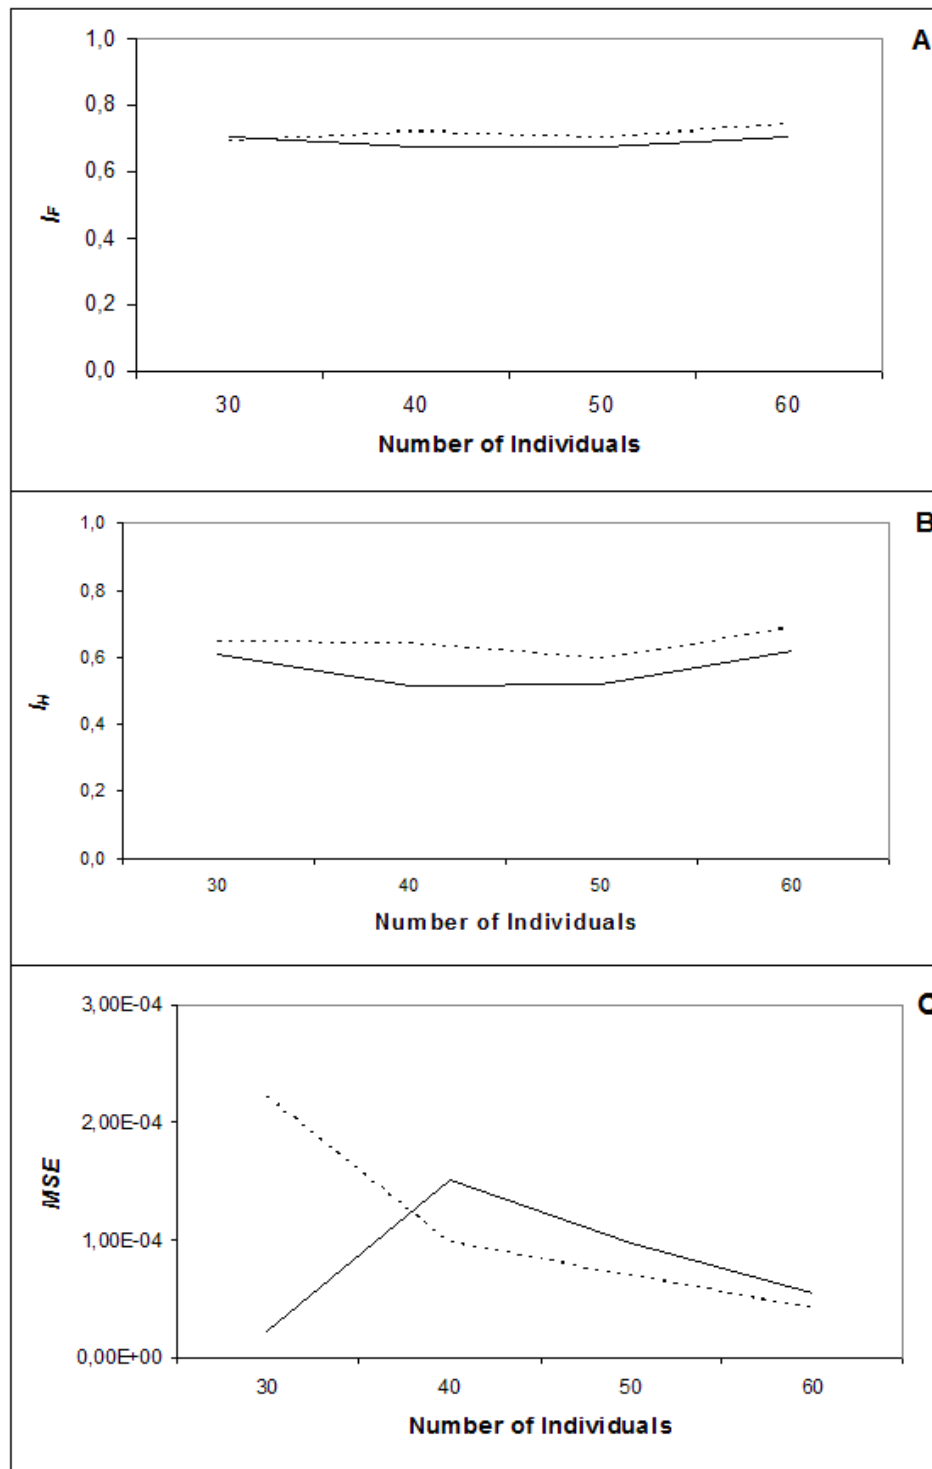 A
1,0
0,8
0,6
0,4
0,2
0,0
I_F
30 40 50 60
Number of Individuals
B
1,0
0,8
0,6
0,4
0,2
0,0
I_H
30 40 50 60
Number of Individuals
C
3,00E-04
2,00E-04
1,00E-04
0,00E+00
MSE
30 40 50 60
Number of Individuals